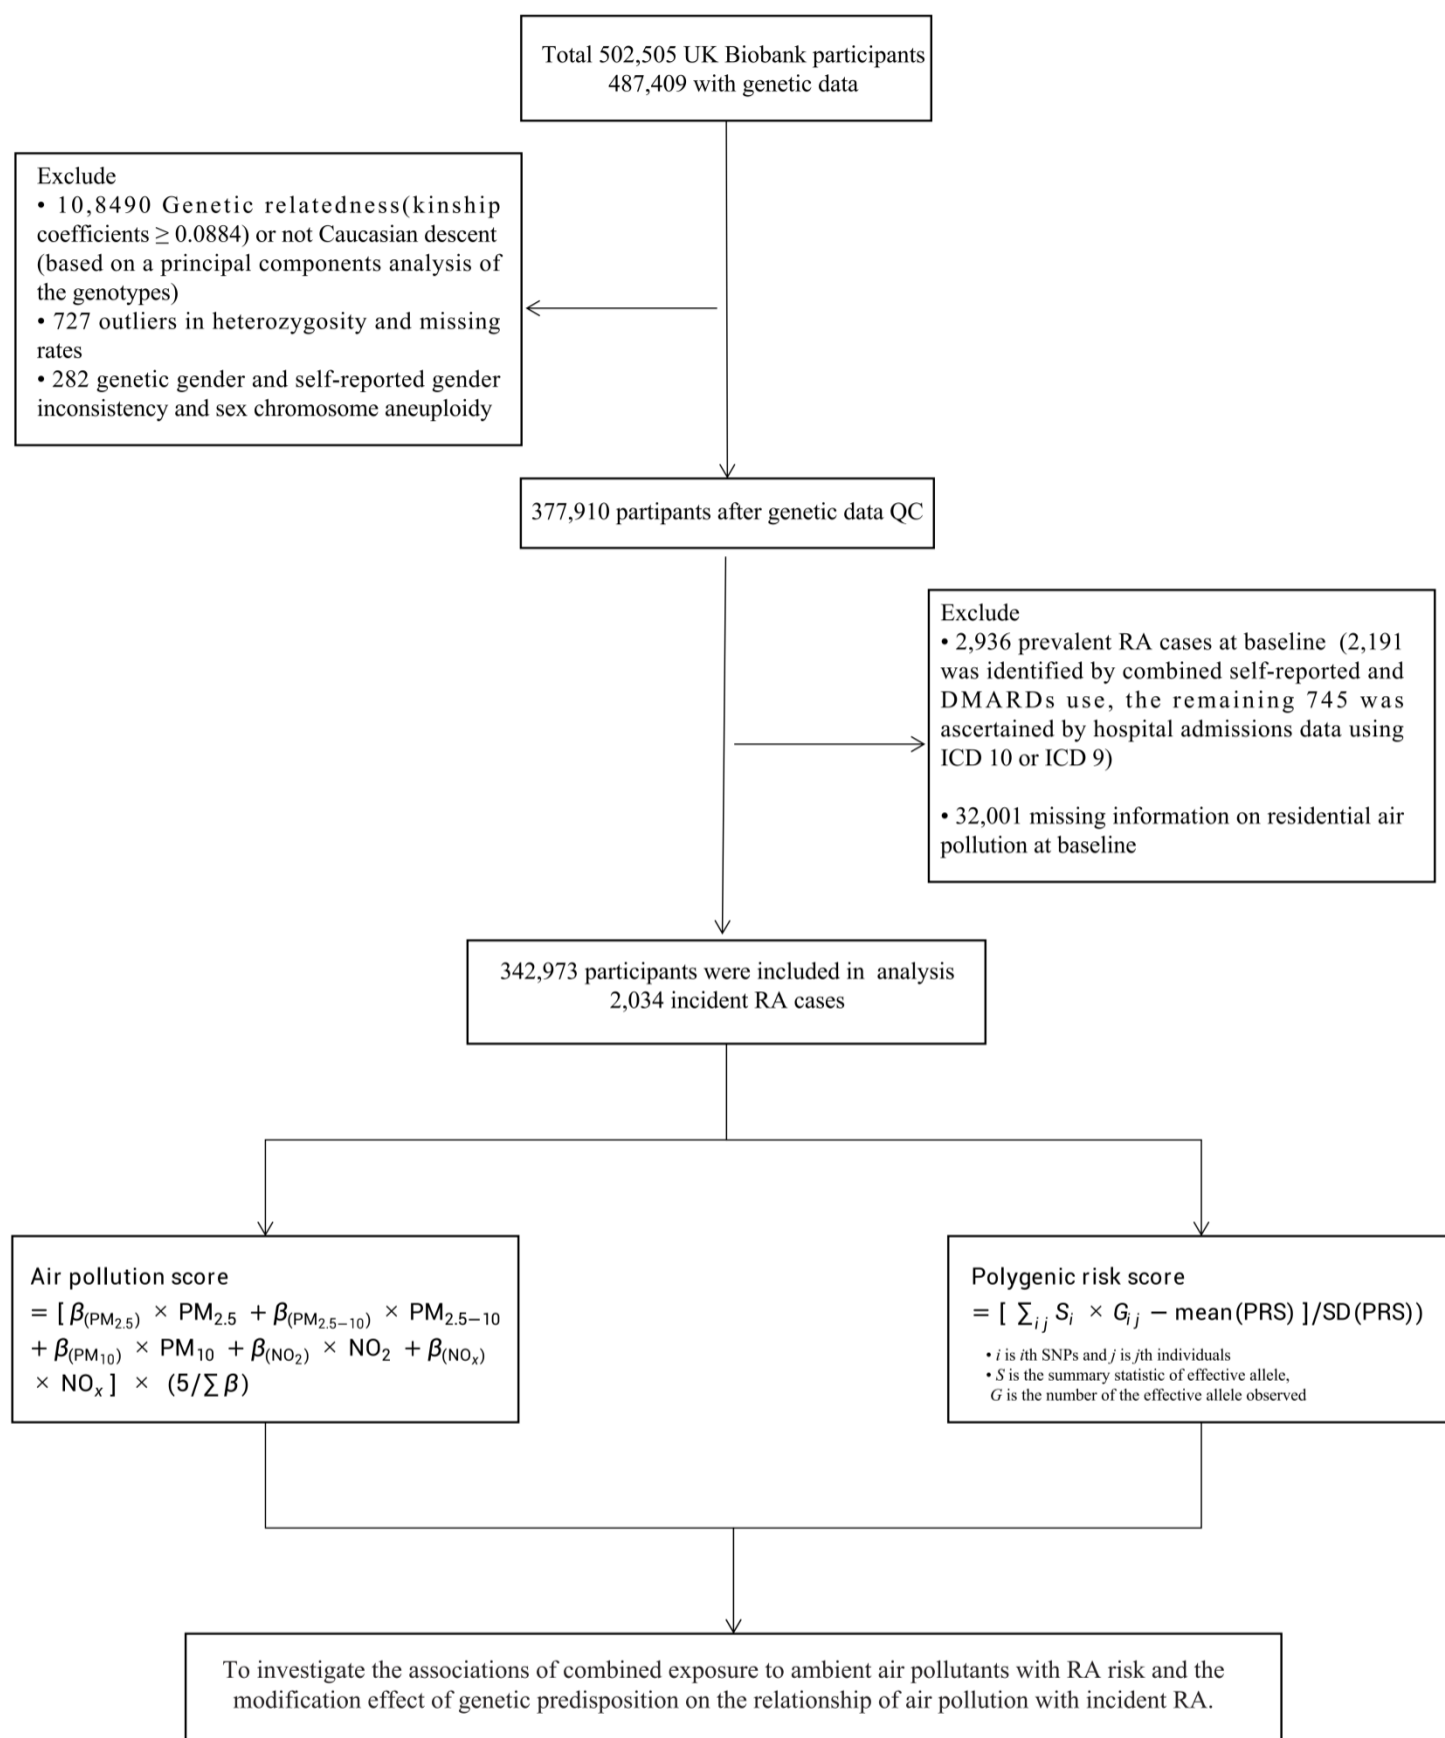 Total 502,505 UK Biobank participants
487,409 with genetic data
Exclude
• 10,8490 Genetic relatedness(kinship
coefficients ≥ 0.0884) or not Caucasian descent
(based on a principal components analysis of
the genotypes)
• 727 outliers in heterozygosity and missing
rates
• 282 genetic gender and self-reported gender
inconsistency and sex chromosome aneuploidy
377,910 partipants after genetic data QC
Exclude
• 2,936 prevalent RA cases at baseline (2,191
was identified by combined self-reported and
DMARDs use, the remaining 745 was
ascertained by hospital admissions data using
ICD 10 or ICD 9)
• 32,001 missing information on residential air
pollution at baseline
342,973 participants were included in analysis
2,034 incident RA cases
Air pollution score
= [ β(PM2.5) × PM2.5 + β(PM2.5−10) × PM2.5−10
+ β(PM10) × PM10 + β(NO2) × NO2 + β(NOx)
× NOx ] × (5/∑ β)
Polygenic risk score
= [ ∑ij Si × Gij − mean(PRS) ]/SD(PRS))
• i is ith SNPs and j is jth individuals
• S is the summary statistic of effective allele,
G is the number of the effective allele observed
To investigate the associations of combined exposure to ambient air pollutants with RA risk and the
modification effect of genetic predisposition on the relationship of air pollution with incident RA.